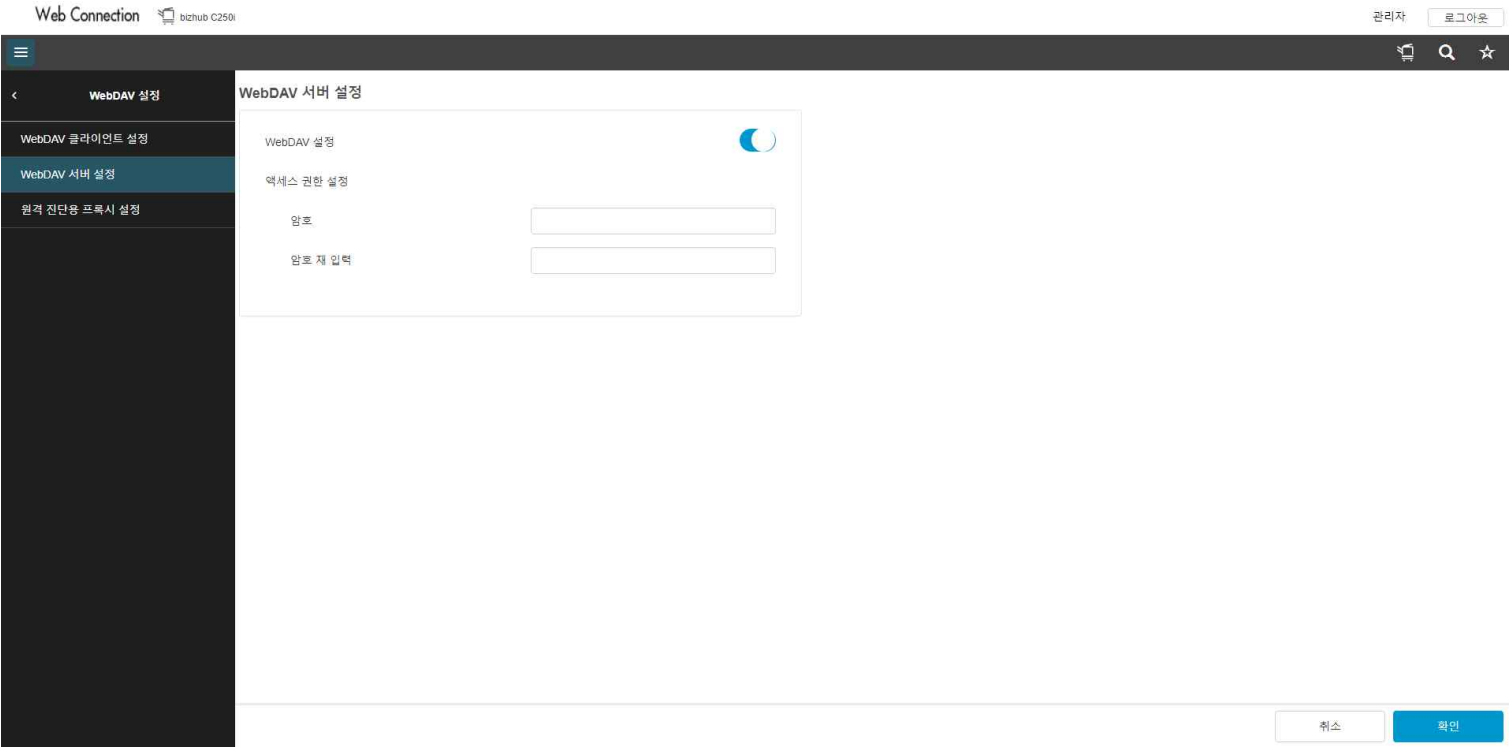 Web Connection bizhub C250i 관리자 로그아웃
WebDAV 설정
WebDAV 클라이언트 설정
WebDAV 서버 설정
원격 진단용 프록시 설정
WebDAV 서버 설정
WebDAV 설정
액세스 권한 설정
암호
암호 재 입력
취소 확인